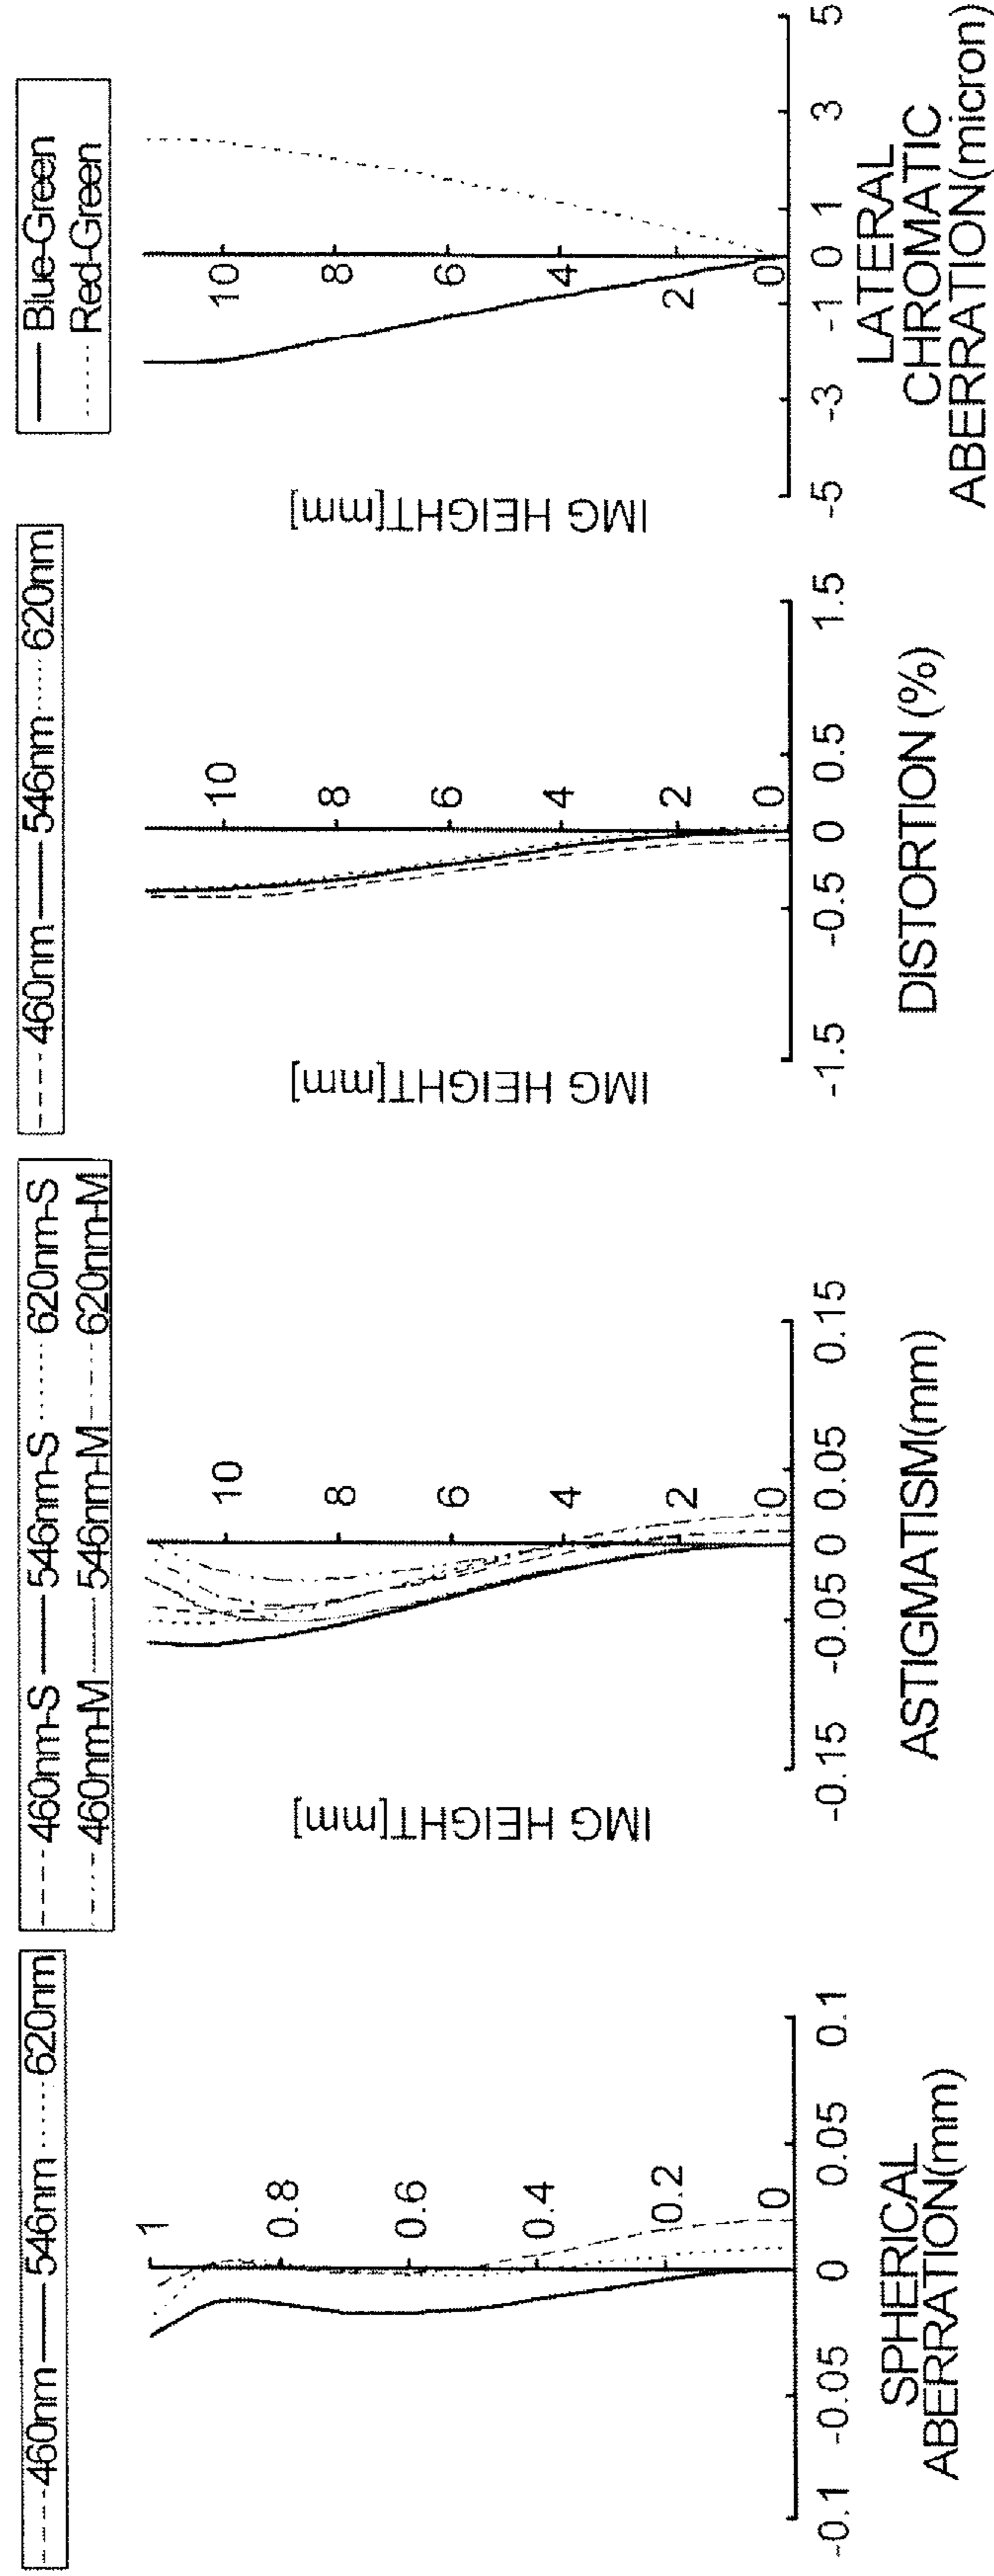 460nm 546nm 620nm
1
0.8
0.6
0.4
0.2
0
-0.1 -0.05 0 0.05 0.1
SPHERICAL
ABERRATION(mm)
460nm-S 546nm-S 620nm-S
460nm-M 546nm-M 620nm-M
IMG HEIGHT[mm]
10
8
6
4
2
0
-0.15 -0.05 0 0.05 0.15
ASTIGMATISM(mm)
460nm 546nm 620nm
IMG HEIGHT[mm]
10
8
6
4
2
0
-1.5 -0.5 0 0.5 1.5
DISTORTION (%)
Blue-Green
Red-Green
IMG HEIGHT[mm]
10
8
6
4
2
0
-5 -3 -1 0 1 3 5
LATERAL
CHROMATIC
ABERRATION(micron)